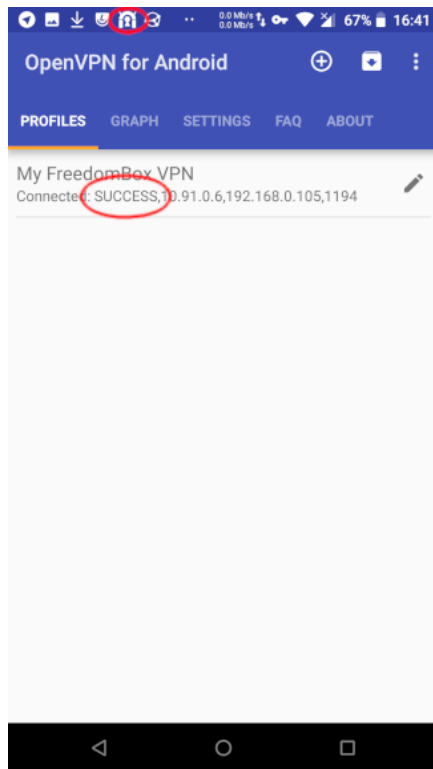 0.0 Mb/s
0.0 Mb/s
67%
16:41
OpenVPN for Android
PROFILES GRAPH SETTINGS FAQ ABOUT
My FreedomBox VPN
Connected: SUCCESS,10.91.0.6,192.168.0.105,1194